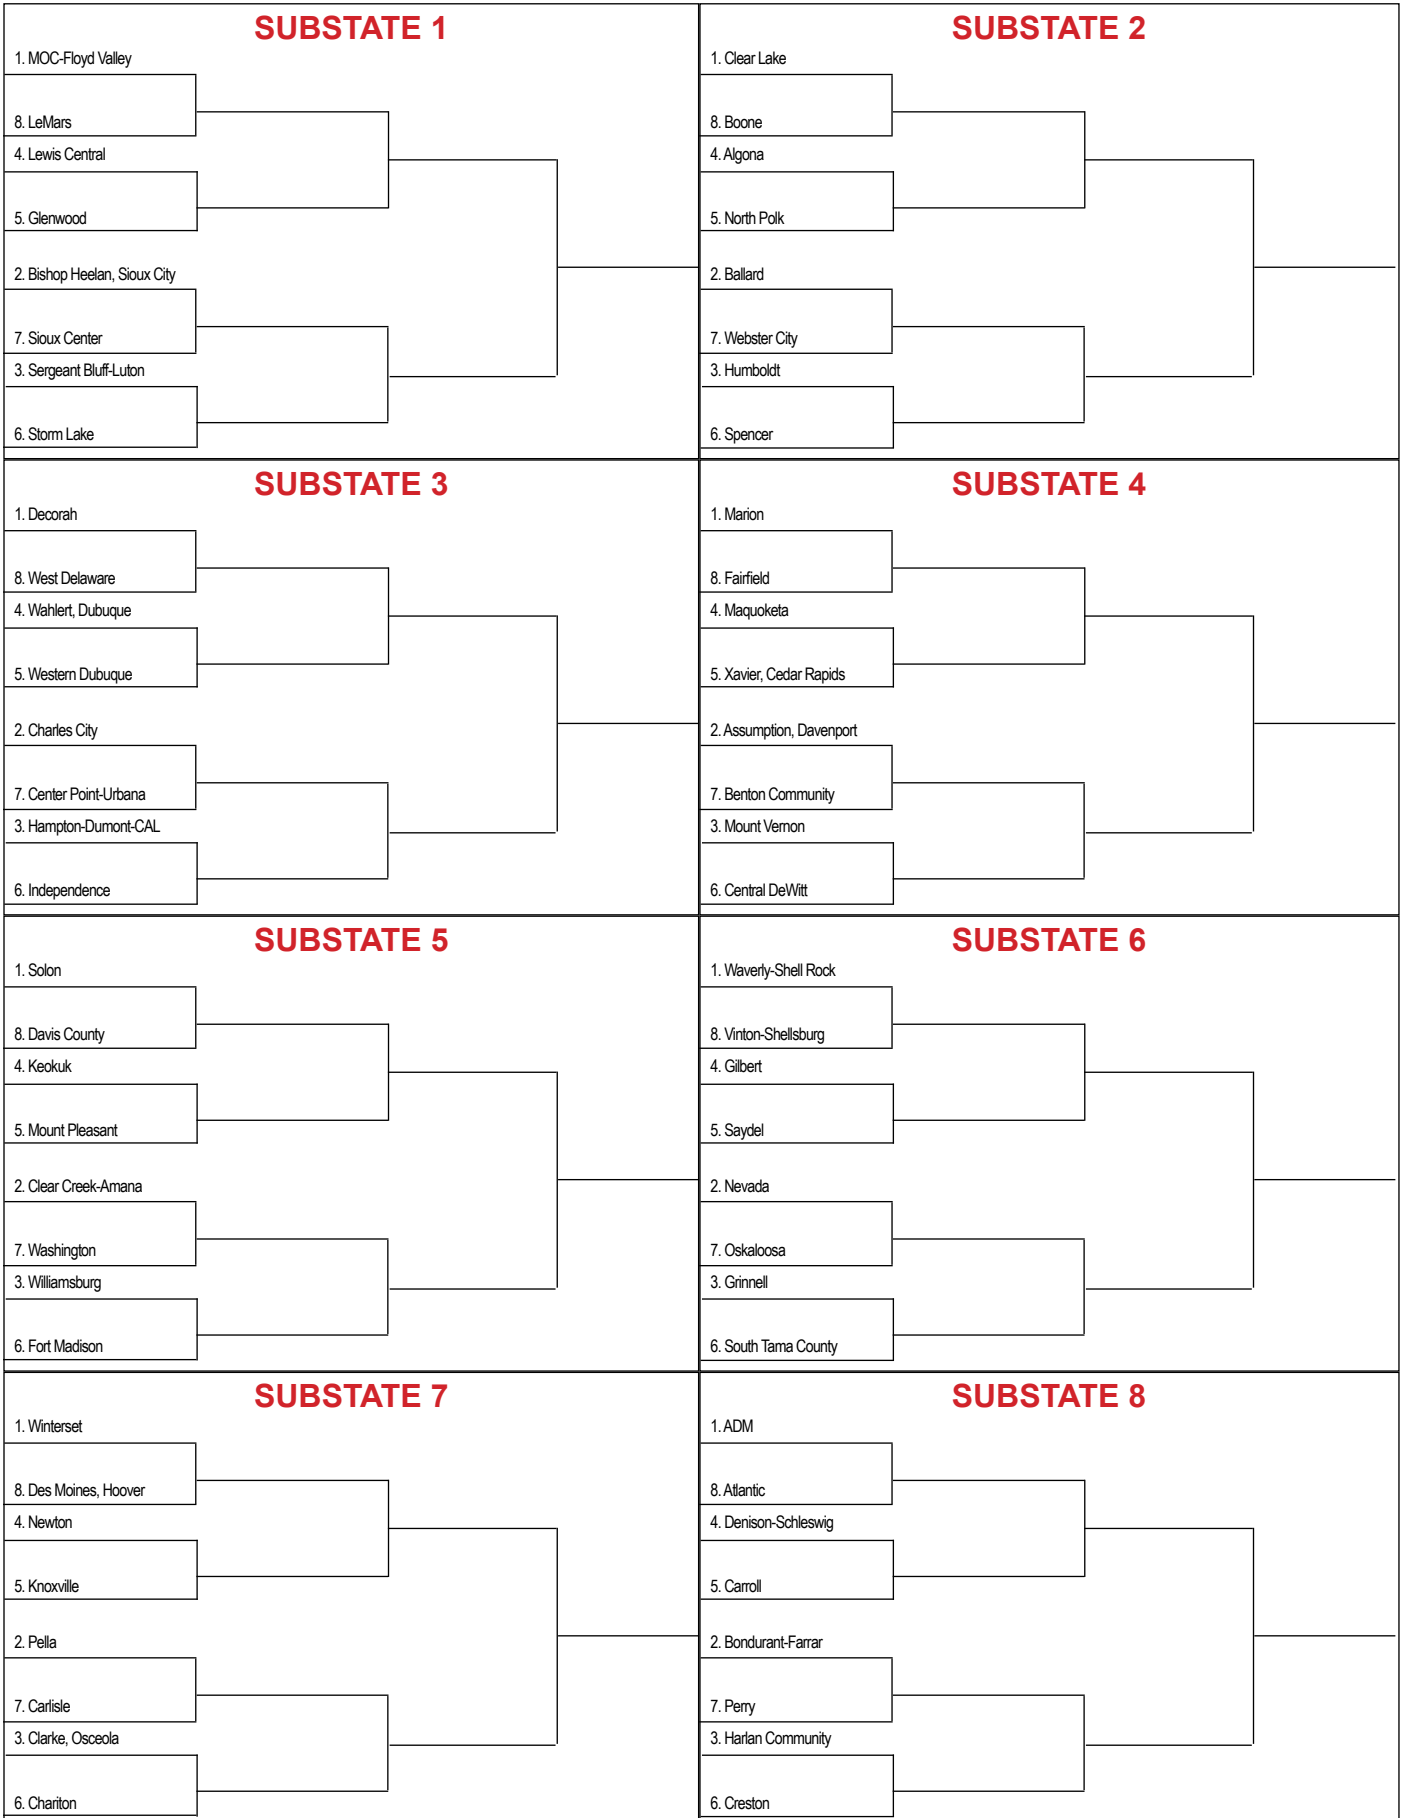 SUBSTATE 1
1. MOC-Floyd Valley
8. LeMars
4. Lewis Central
5. Glenwood
2. Bishop Heelan, Sioux City
7. Sioux Center
3. Sergeant Bluff-Luton
6. Storm Lake
SUBSTATE 2
1. Clear Lake
8. Boone
4. Algona
5. North Polk
2. Ballard
7. Webster City
3. Humboldt
6. Spencer
SUBSTATE 3
1. Decorah
8. West Delaware
4. Wahlert, Dubuque
5. Western Dubuque
2. Charles City
7. Center Point-Urbana
3. Hampton-Dumont-CAL
6. Independence
SUBSTATE 4
1. Marion
8. Fairfield
4. Maquoketa
5. Xavier, Cedar Rapids
2. Assumption, Davenport
7. Benton Community
3. Mount Vernon
6. Central DeWitt
SUBSTATE 5
1. Solon
8. Davis County
4. Keokuk
5. Mount Pleasant
2. Clear Creek-Amana
7. Washington
3. Williamsburg
6. Fort Madison
SUBSTATE 6
1. Waverly-Shell Rock
8. Vinton-Shellsburg
4. Gilbert
5. Saydel
2. Nevada
7. Oskaloosa
3. Grinnell
6. South Tama County
SUBSTATE 7
1. Winterset
8. Des Moines, Hoover
4. Newton
5. Knoxville
2. Pella
7. Carlisle
3. Clarke, Osceola
6. Chariton
SUBSTATE 8
1. ADM
8. Atlantic
4. Denison-Schleswig
5. Carroll
2. Bondurant-Farrar
7. Perry
3. Harlan Community
6. Creston